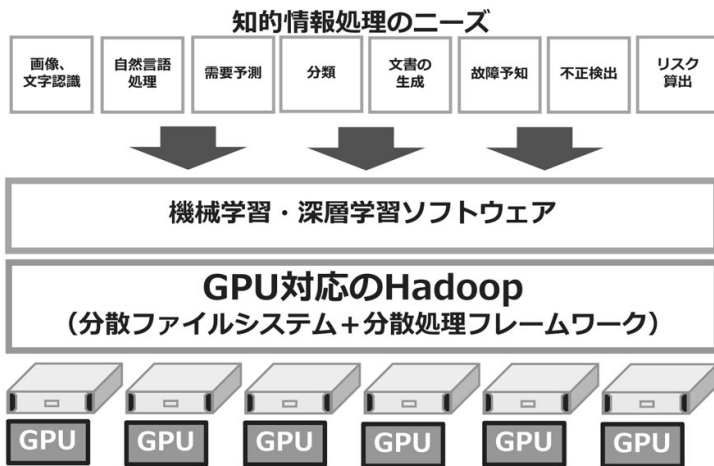 知的情報処理のニーズ
画像、
文字認識
自然言語
処理
需要予測
分類
文書の
生成
故障予知
不正検出
リスク
算出
機械学習・深層学習ソフトウェア
GPU対応のHadoop
（分散ファイルシステム＋分散処理フレームワーク）
GPU
GPU
GPU
GPU
GPU
GPU